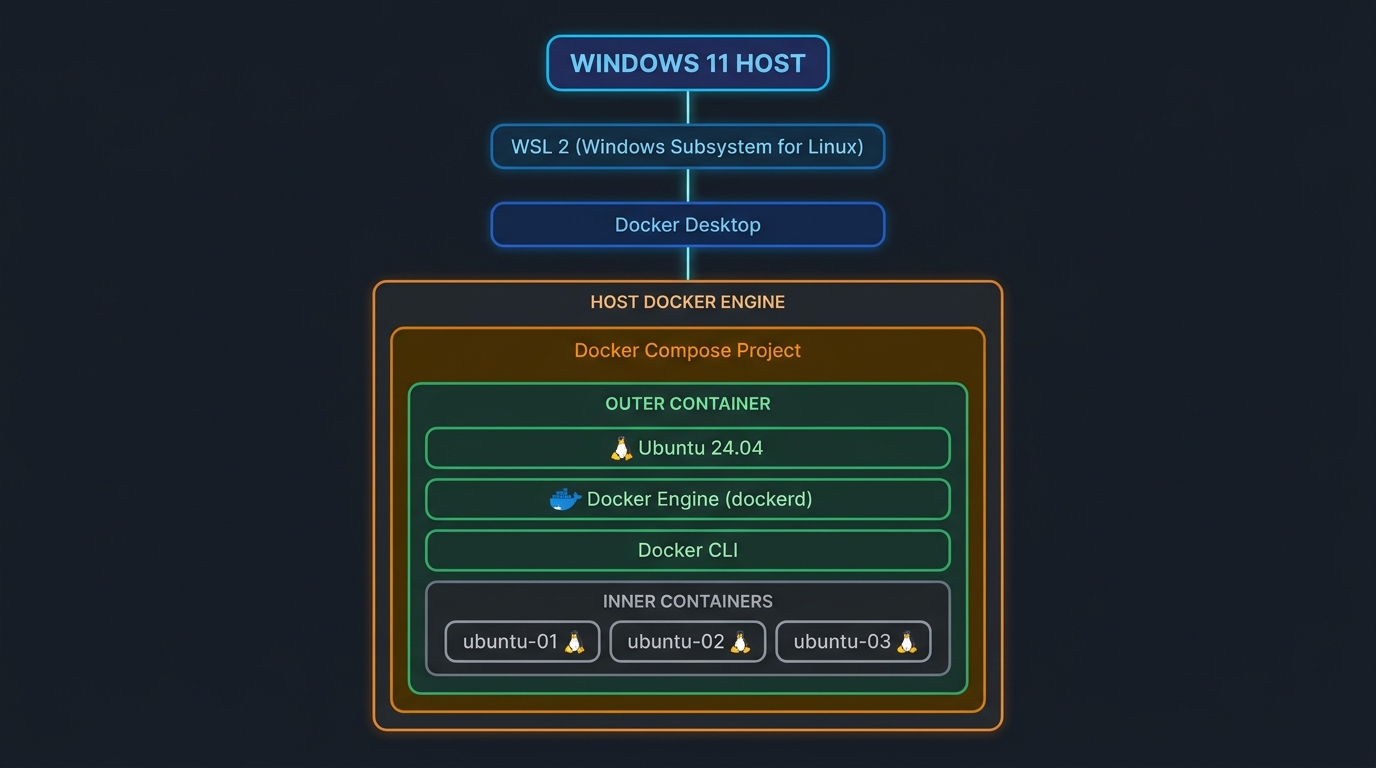 WINDOWS 11 HOST
WSL 2 (Windows Subsystem for Linux)
Docker Desktop
HOST DOCKER ENGINE
Docker Compose Project
OUTER CONTAINER
Ubuntu 24.04
Docker Engine (dockerd)
Docker CLI
INNER CONTAINERS
ubuntu-01 ubuntu-02 ubuntu-03